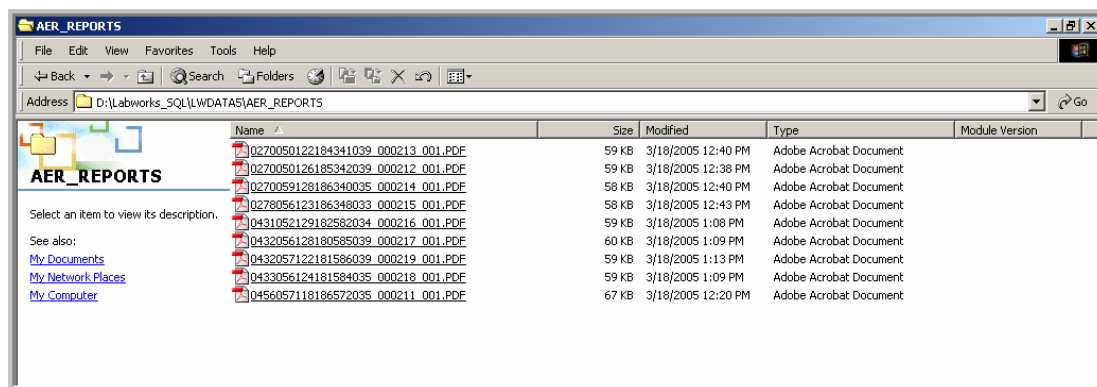 AER_REPORTS
File Edit View Favorites Tools Help
Back Search Folders
Address D:\Labworks_SQL\LWDATA5\AER_REPORTS Go
Name Size Modified Type Module Version
0270050122184341039_000213_001.PDF 59 KB 3/18/2005 12:40 PM Adobe Acrobat Document
0270050126185342039_000212_001.PDF 59 KB 3/18/2005 12:38 PM Adobe Acrobat Document
0270059128186340035_000214_001.PDF 58 KB 3/18/2005 12:40 PM Adobe Acrobat Document
0278056123186348033_000215_001.PDF 58 KB 3/18/2005 12:43 PM Adobe Acrobat Document
0431052129182582034_000216_001.PDF 59 KB 3/18/2005 1:08 PM Adobe Acrobat Document
0432056128180585039_000217_001.PDF 60 KB 3/18/2005 1:09 PM Adobe Acrobat Document
0432057122181586039_000219_001.PDF 59 KB 3/18/2005 1:13 PM Adobe Acrobat Document
0433056124181584035_000218_001.PDF 59 KB 3/18/2005 1:09 PM Adobe Acrobat Document
0456057118186572035_000211_001.PDF 67 KB 3/18/2005 12:20 PM Adobe Acrobat Document
AER_REPORTS
Select an item to view its description.
See also:
My Documents
My Network Places
My Computer